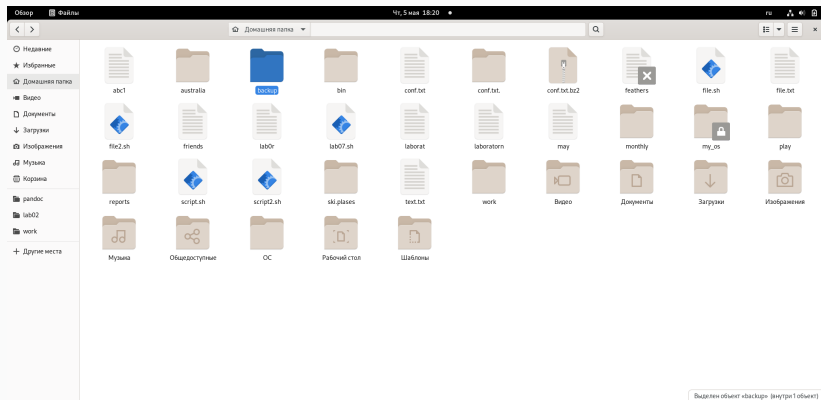 Обзор Файлы Чт, 5 мая 18:20 ru
Домашняя папка
Недавние
Избранные
Домашняя папка
Видео
Документы
Загрузки
Изображения
Музыка
Корзина
pandoc
lab02
work
Другие места
abc1 australia backup bin conf.txt conf.txt. conf.txt.bz2 feathers file.sh file.txt
file2.sh friends lab0r lab07.sh laborat laboratorn may monthly my_os play
reports script.sh script2.sh ski.plases text.txt work Видео Документы Загрузки Изображения
Музыка Общедоступные ОС Рабочий стол Шаблоны
Выделен объект «backup» (внутри 1 объект)